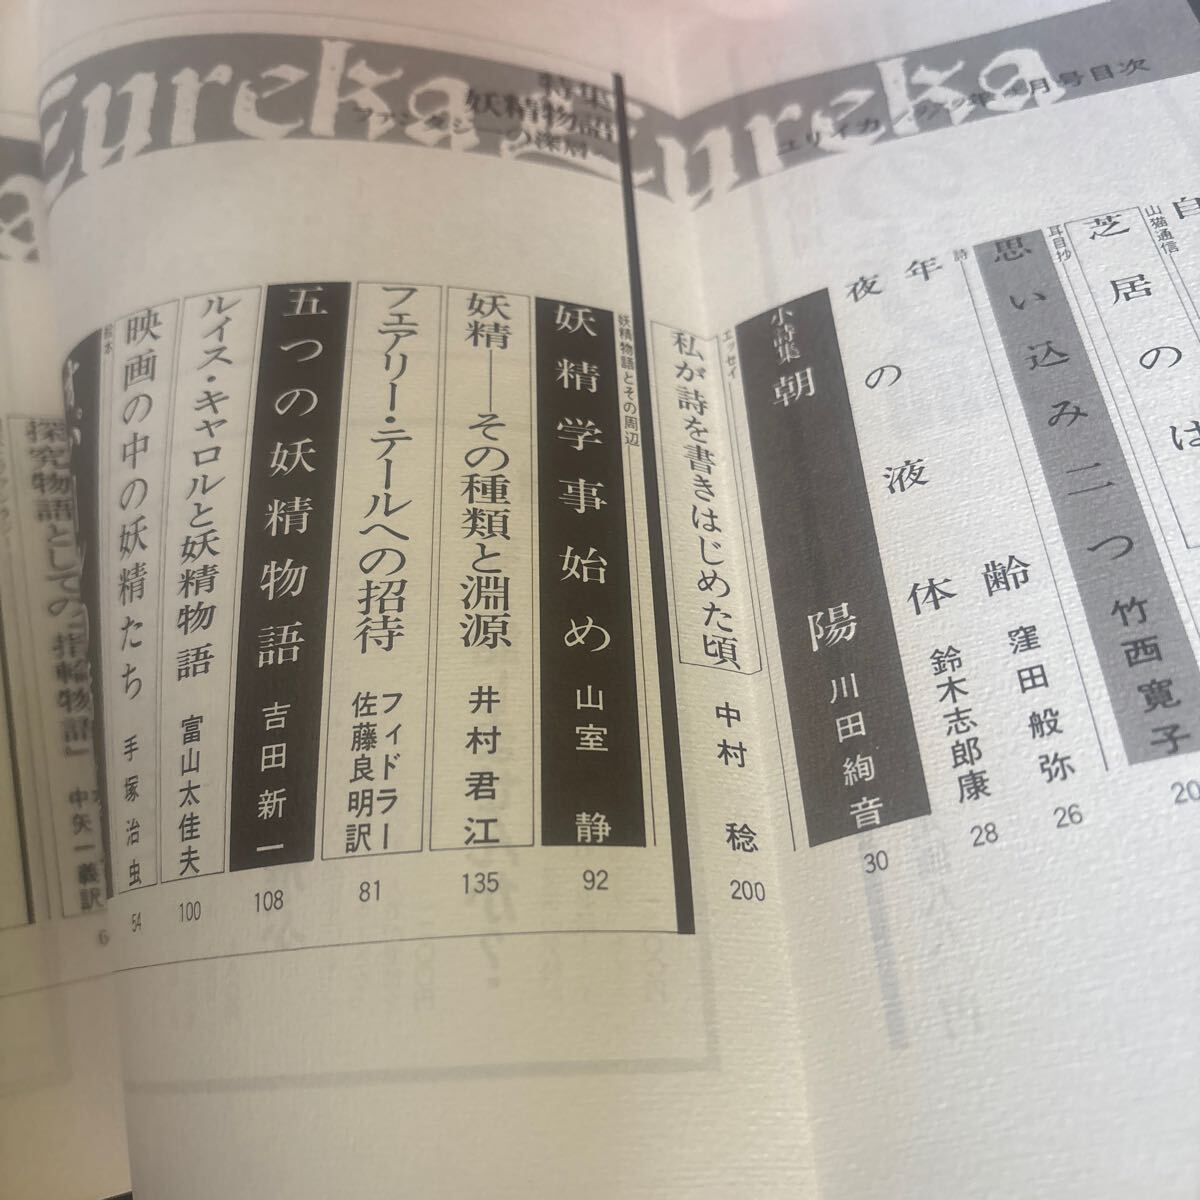 Eureka
目次
自
山猫通信
芝居のは
耳目抄
思い込み二つ 竹西寛子
20
詩
年齢 窪田般弥
26
夜の液体 鈴木志郎康
28
小詩集
朝陽 川田絢音
30
エッセイ
私が詩を書きはじめた頃 中村稔
200
Eureka
特集
妖精物語
ファンタジーの深層
妖精物語とその周辺
妖精学事始め 山室静
92
妖精——その種類と淵源 井村君江
135
フェアリー・テールへの招待 フィドラー 佐藤良明訳
81
五つの妖精物語 吉田新一
108
ルイス・キャロルと妖精物語 富山太佳夫
100
映画の中の妖精たち 手塚治虫
54
絵本
探究物語としての「指輪物語」
中矢一義訳
6